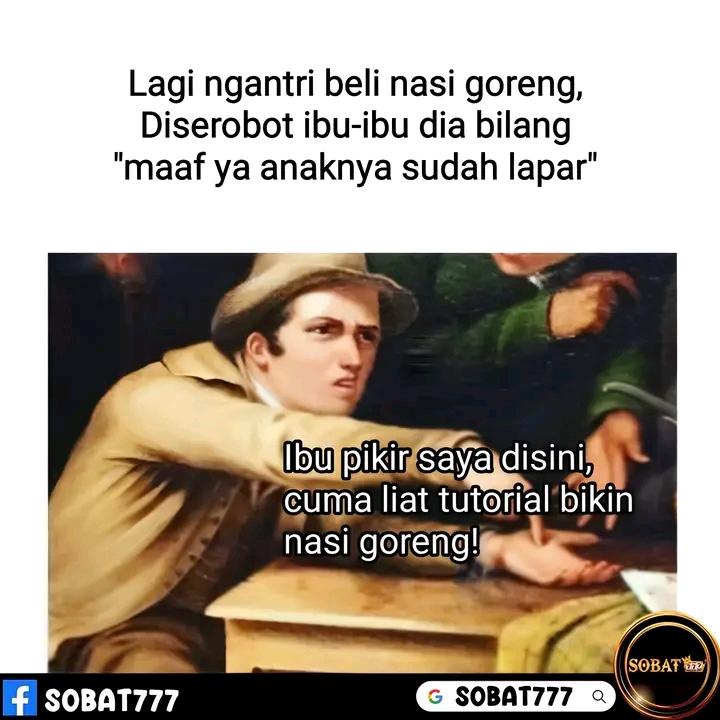 Lagi ngantri beli nasi goreng,
Diserobot ibu-ibu dia bilang
"maaf ya anaknya sudah lapar"
Ibu pikir saya disini,
cuma liat tutorial bikin
nasi goreng!
SOBAT777
SOBAT777
SOBAT 777